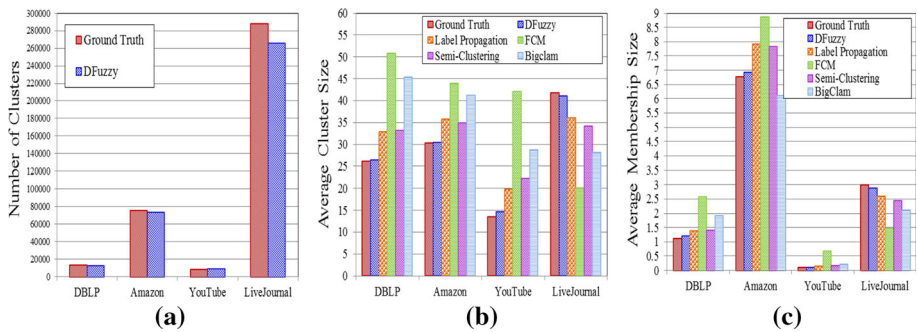 Number of Clusters
300000
280000
260000
240000
220000
200000
180000
160000
140000
120000
100000
80000
60000
40000
20000
0
Ground Truth
DFuzzy
DBLP Amazon YouTube LiveJournal
(a)
Average Cluster Size
60
55
50
45
40
35
30
25
20
15
10
5
0
Ground Truth DFuzzy
Label Propagation FCM
Semi-Clustering Bigclam
DBLP Amazon YouTube LiveJournal
(b)
Average Membership Size
9
8.5
8
7.5
7
6.5
6
5.5
5
4.5
4
3.5
3
2.5
2
1.5
1
0.5
0
Ground Truth
DFuzzy
Label Propagation
FCM
Semi-Clustering
BigClam
DBLP Amazon YouTube LiveJournal
(c)